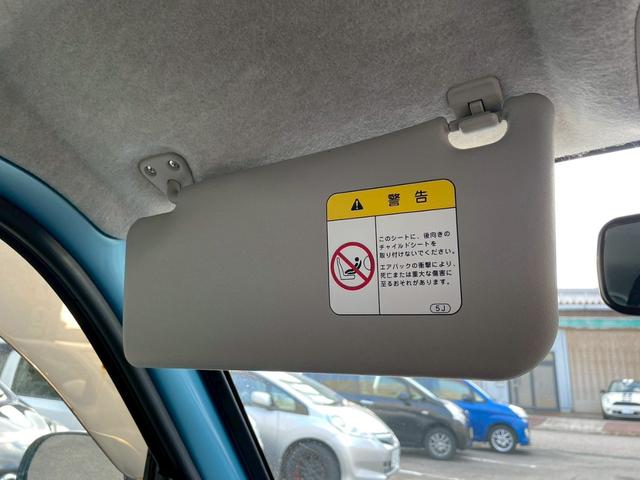 警告
このシートに、後向きの
チャイルドシートを
取り付けないでください。
エアバックの衝撃により、
死亡または重大な傷害に
至るおそれがあります。
5J